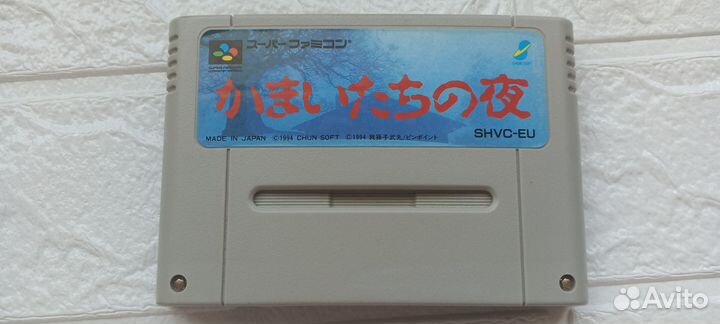 スーパーファミコン®
かまいたちの夜
MADE IN JAPAN ©1994 CHUN SOFT ©1994 我孫子武丸/ピンポイント
SHVC-EU
Avito